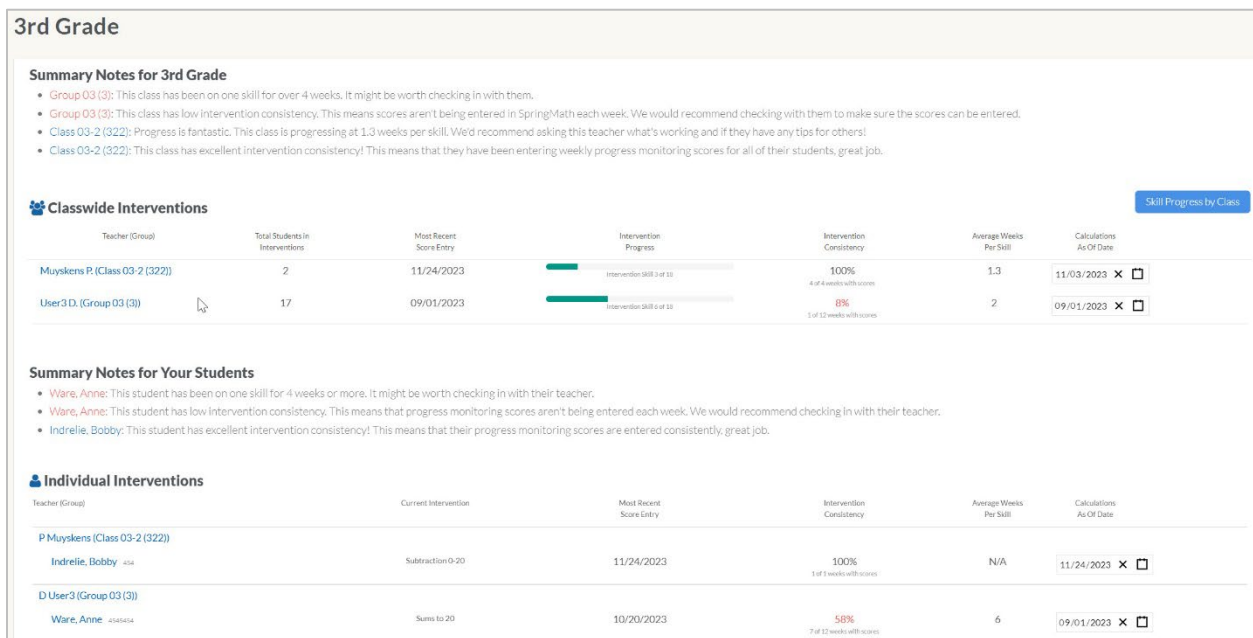 3rd Grade
Summary Notes for 3rd Grade
Group 03 (3): This class has been on one skill for over 4 weeks. It might be worth checking in with them.
Group 03 (3): This class has low intervention consistency. This means scores aren't being entered in SpringMath each week. We would recommend checking with them to make sure the scores can be entered.
Class 03-2 (322): Progress is fantastic. This class is progressing at 1.3 weeks per skill. We'd recommend asking this teacher what's working and if they have any tips for others!
Class 03-2 (322): This class has excellent intervention consistency! This means that they have been entering weekly progress monitoring scores for all of their students, great job.
Classwide Interventions
Skill Progress by Class
Teacher (Group) Total Students in Interventions Most Recent Score Entry Intervention Progress Intervention Consistency Average Weeks Per Skill Calculations As Of Date
Muyskens P. (Class 03-2 (322)) 2 11/24/2023 Intervention Skill 3 of 18 100% 4 of 4 weeks with scores 1.3 11/03/2023
User3 D. (Group 03 (3)) 17 09/01/2023 Intervention Skill 6 of 18 8% 1 of 12 weeks with scores 2 09/01/2023
Summary Notes for Your Students
Ware, Anne: This student has been on one skill for 4 weeks or more. It might be worth checking in with their teacher.
Ware, Anne: This student has low intervention consistency. This means that progress monitoring scores aren't being entered each week. We would recommend checking in with their teacher.
Indrelie, Bobby: This student has excellent intervention consistency! This means that their progress monitoring scores are entered consistently, great job.
Individual Interventions
Teacher (Group) Current Intervention Most Recent Score Entry Intervention Consistency Average Weeks Per Skill Calculations As Of Date
P Muyskens (Class 03-2 (322))
Indrelie, Bobby 454 Subtraction 0-20 11/24/2023 100% 1 of 1 weeks with scores N/A 11/24/2023
D User3 (Group 03 (3))
Ware, Anne 4545454 Sums to 20 10/20/2023 58% 7 of 12 weeks with scores 6 09/01/2023